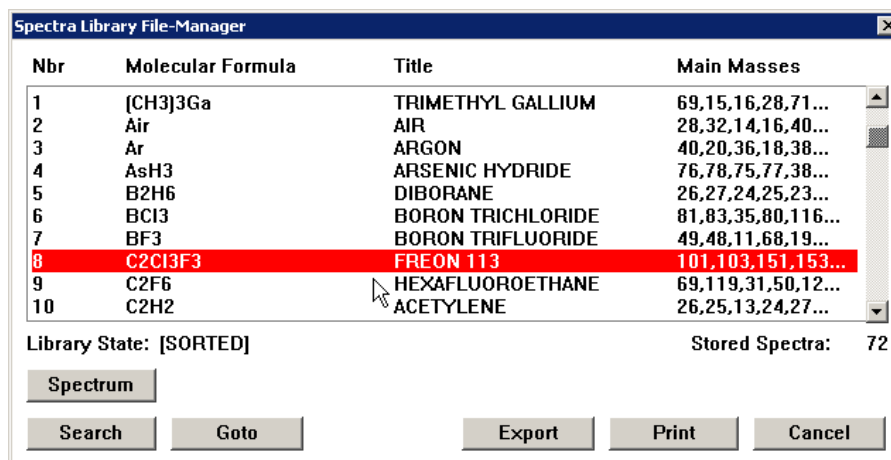 Spectra Library File-Manager
Nbr Molecular Formula Title Main Masses
1 (CH3)3Ga TRIMETHYL GALLIUM 69,15,16,28,71...
2 Air AIR 28,32,14,16,40...
3 Ar ARGON 40,20,36,18,38...
4 AsH3 ARSENIC HYDRIDE 76,78,75,77,38...
5 B2H6 DIBORANE 26,27,24,25,23...
6 BCl3 BORON TRICHLORIDE 81,83,35,80,116...
7 BF3 BORON TRIFLUORIDE 49,48,11,68,19...
8 C2Cl3F3 FREON 113 101,103,151,153...
9 C2F6 HEXAFLUOROETHANE 69,119,31,50,12...
10 C2H2 ACETYLENE 26,25,13,24,27...
Library State: [SORTED] Stored Spectra: 72
Spectrum
Search Goto Export Print Cancel